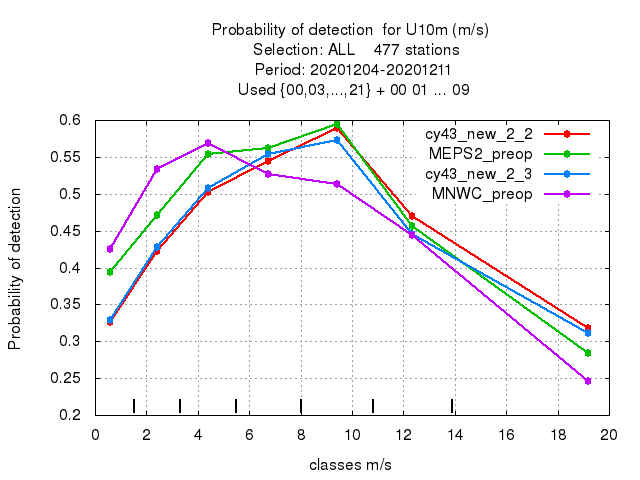 Probability of detection for U10m (m/s)
Selection: ALL 477 stations
Period: 20201204-20201211
Used {00,03,...,21} + 00 01 ... 09
cy43_new_2_2
MEPS2_preop
cy43_new_2_3
MNWC_preop
Probability of detection
0.6
0.55
0.5
0.45
0.4
0.35
0.3
0.25
0.2
0 2 4 6 8 10 12 14 16 18 20
classes m/s